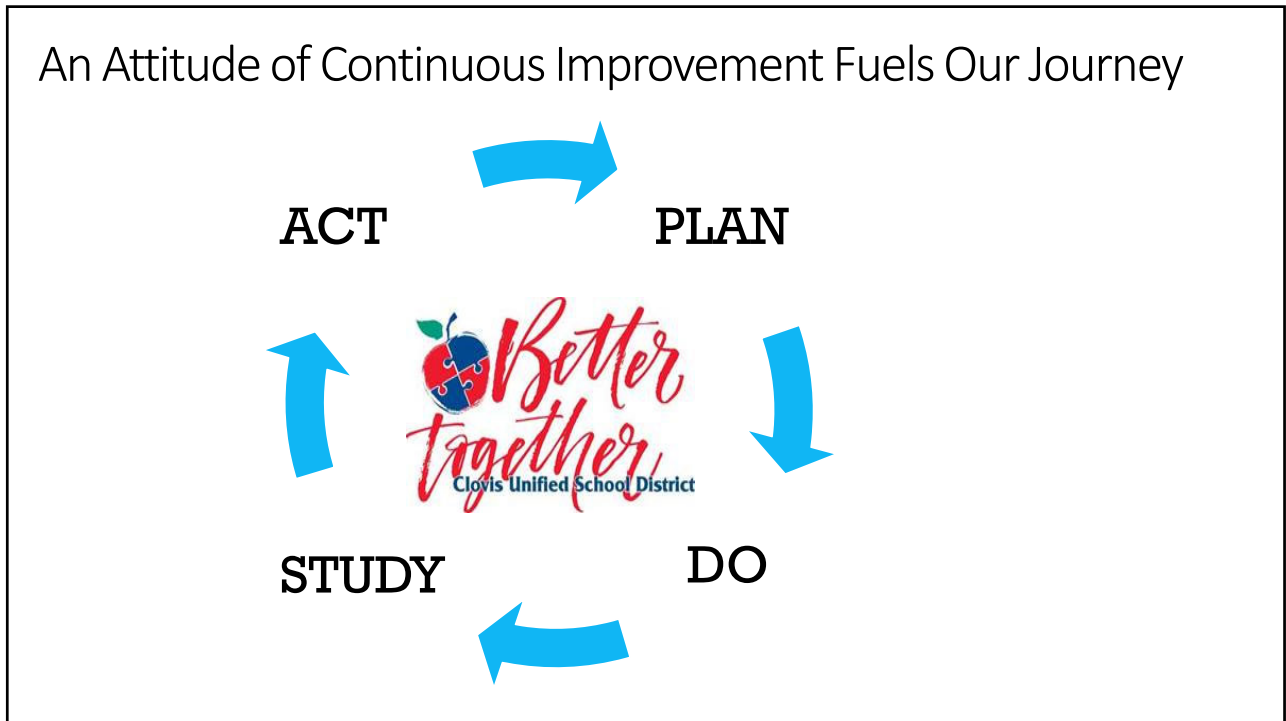 An Attitude of Continuous Improvement Fuels Our Journey
ACT
PLAN
Better
together
Clovis Unified School District
STUDY
DO